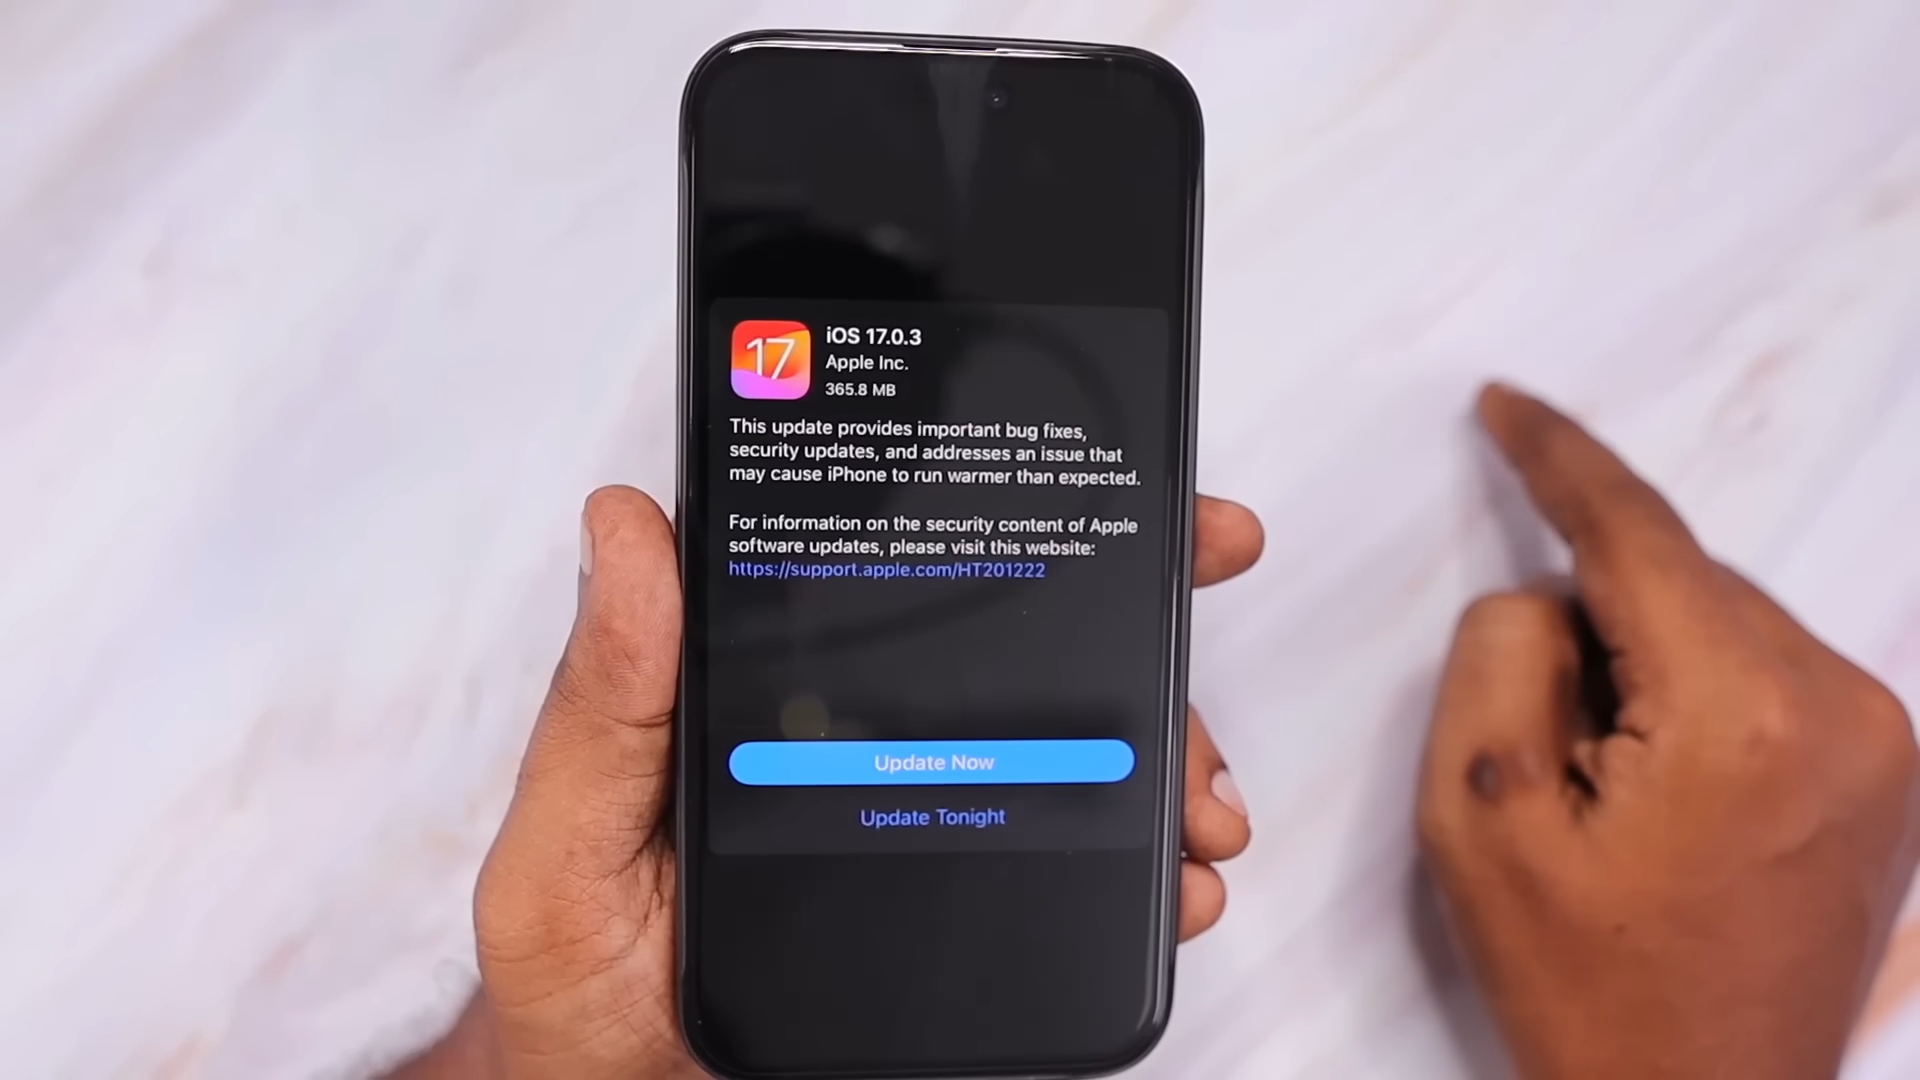 17
iOS 17.0.3
Apple Inc.
365.8 MB
This update provides important bug fixes,
security updates, and addresses an issue that
may cause iPhone to run warmer than expected.
For information on the security content of Apple
software updates, please visit this website:
https://support.apple.com/HT201222
Update Now
Update Tonight